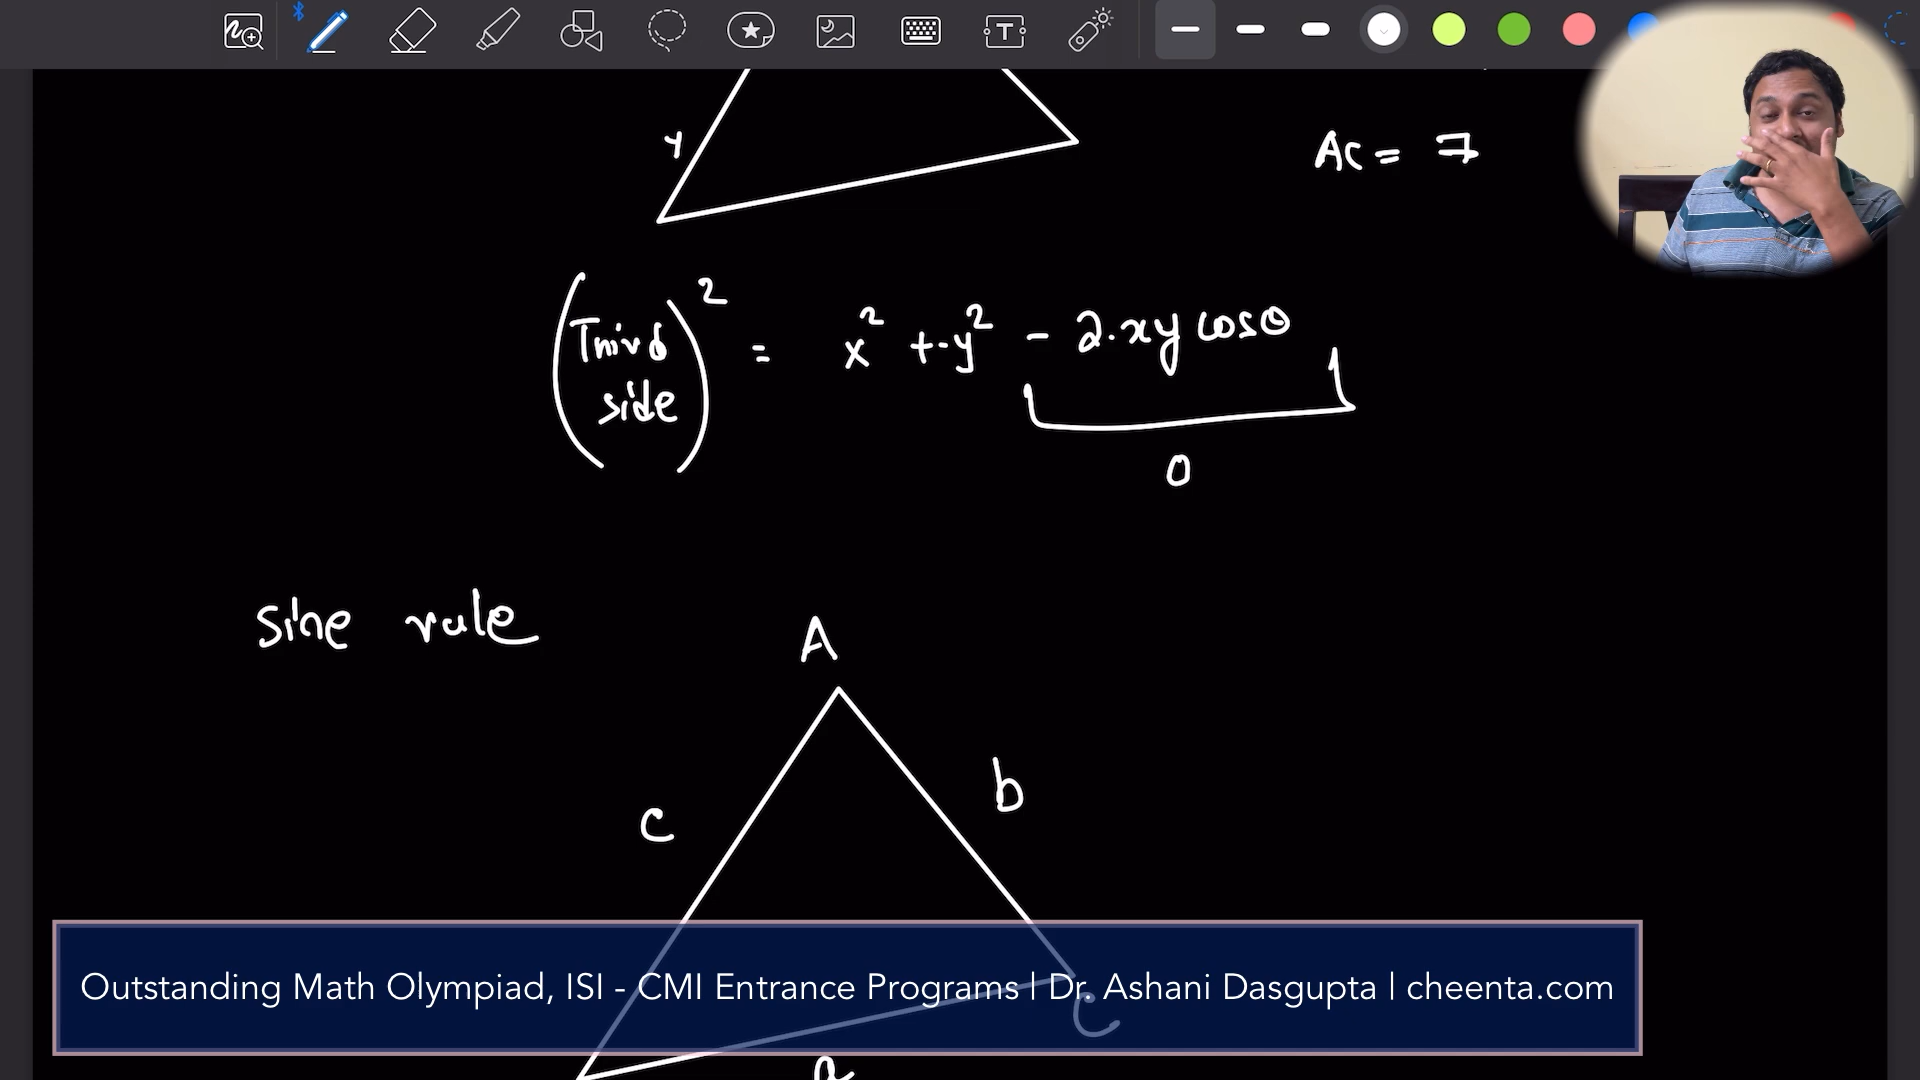 T
y
AC = 7
(Third side)² = x² + y² - 2.xy cosθ
0
Sine rule
A
c
b
Outstanding Math Olympiad, ISI - CMI Entrance Programs | Dr. Ashani Dasgupta | cheenta.com
C
a